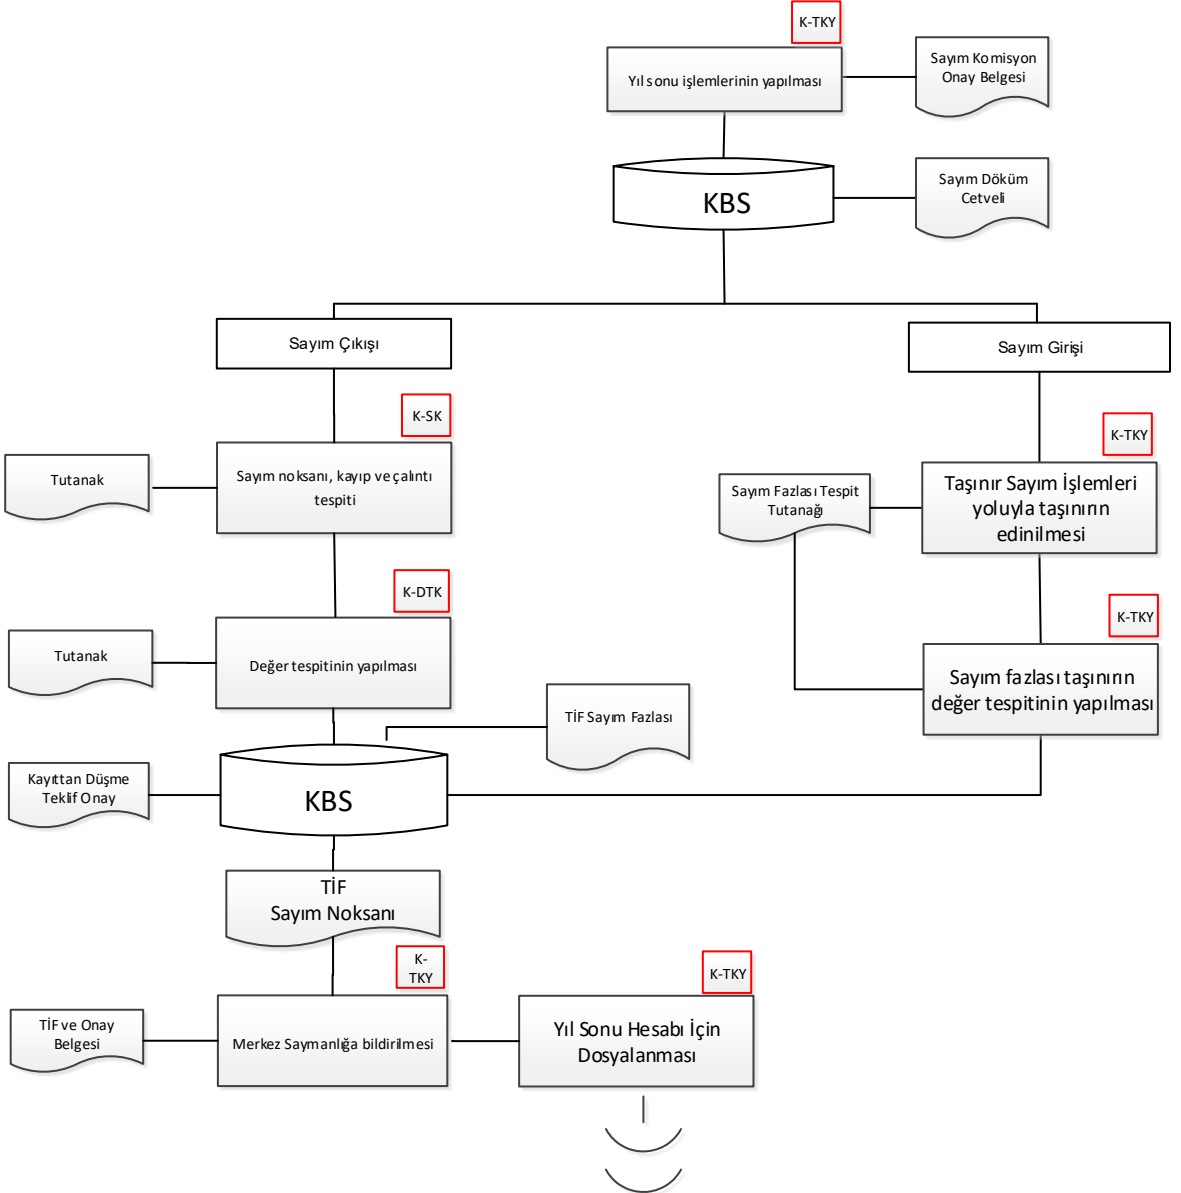 K-TKY
Yıl sonu işlemlerinin yapılması
Sayım Komisyon
Onay Belgesi
KBS
Sayım Döküm
Cetveli
Sayım Çıkışı
Sayım Girişi
K-SK
Sayım noksanı, kayıp ve çalıntı
tespiti
Tutanak
K-TKY
Taşınır Sayım İşlemleri
yoluyla taşınırın
edinilmesi
Sayım Fazlası Tespit
Tutanağı
K-DTK
Değer tespitinin yapılması
Tutanak
K-TKY
Sayım fazlası taşınırın
değer tespitinin yapılması
TİF Sayım Fazlası
Kayıttan Düşme
Teklif Onay
KBS
TİF
Sayım Noksanı
K-
TKY
Merkez Saymanlığa bildirilmesi
TİF ve Onay
Belgesi
K-TKY
Yıl Sonu Hesabı İçin
Dosyalanması